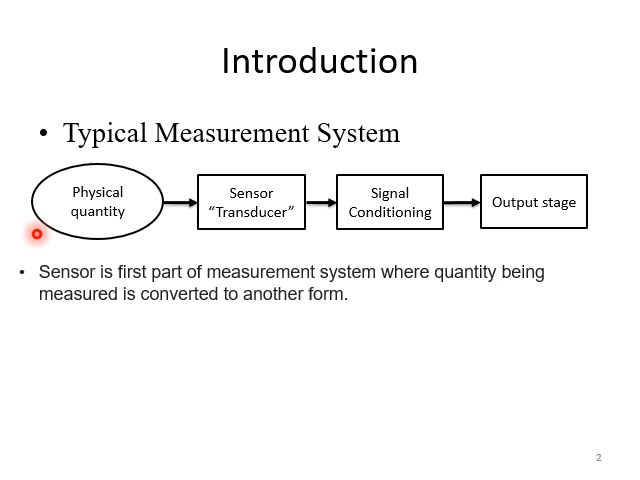 Introduction
• Typical Measurement System
Physical
quantity
Sensor
“Transducer”
Signal
Conditioning
Output stage
• Sensor is first part of measurement system where quantity being
measured is converted to another form.
2